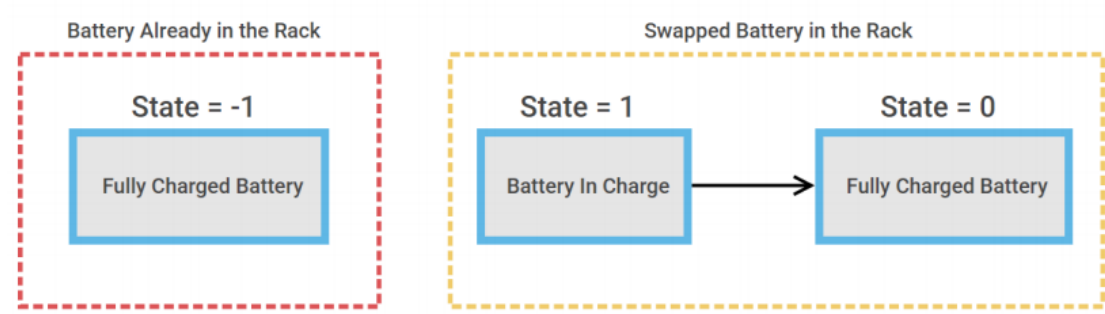 Battery Already in the Rack
State = -1
Fully Charged Battery
Swapped Battery in the Rack
State = 1
Battery In Charge
State = 0
Fully Charged Battery